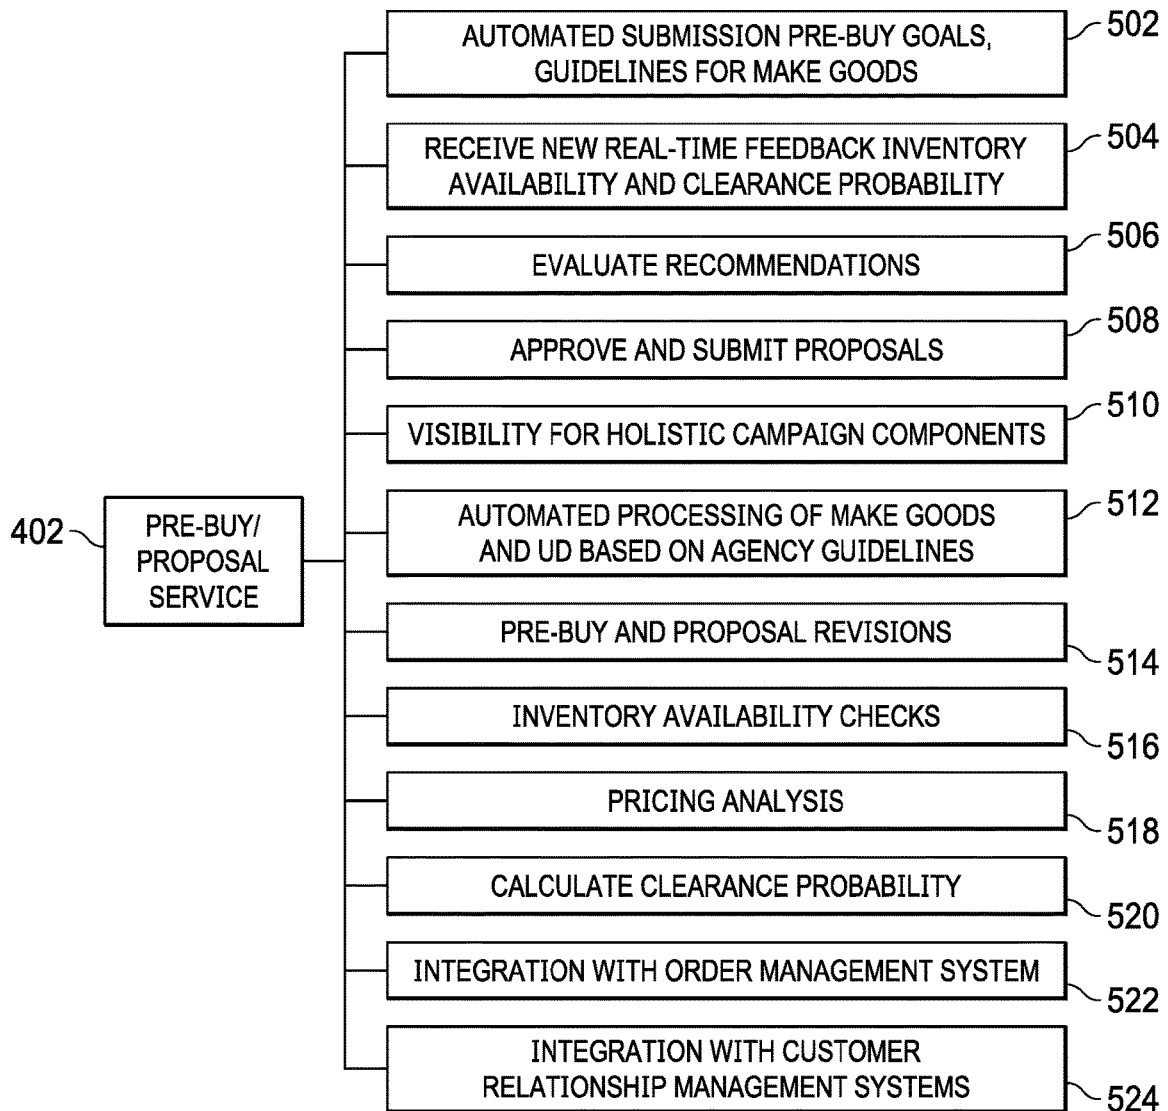 AUTOMATED SUBMISSION PRE-BUY GOALS,
GUIDELINES FOR MAKE GOODS
502
RECEIVE NEW REAL-TIME FEEDBACK INVENTORY
AVAILABILITY AND CLEARANCE PROBABILITY
504
EVALUATE RECOMMENDATIONS
506
APPROVE AND SUBMIT PROPOSALS
508
VISIBILITY FOR HOLISTIC CAMPAIGN COMPONENTS
510
402
PRE-BUY/
PROPOSAL
SERVICE
AUTOMATED PROCESSING OF MAKE GOODS
AND UD BASED ON AGENCY GUIDELINES
512
PRE-BUY AND PROPOSAL REVISIONS
514
INVENTORY AVAILABILITY CHECKS
516
PRICING ANALYSIS
518
CALCULATE CLEARANCE PROBABILITY
520
INTEGRATION WITH ORDER MANAGEMENT SYSTEM
522
INTEGRATION WITH CUSTOMER
RELATIONSHIP MANAGEMENT SYSTEMS
524